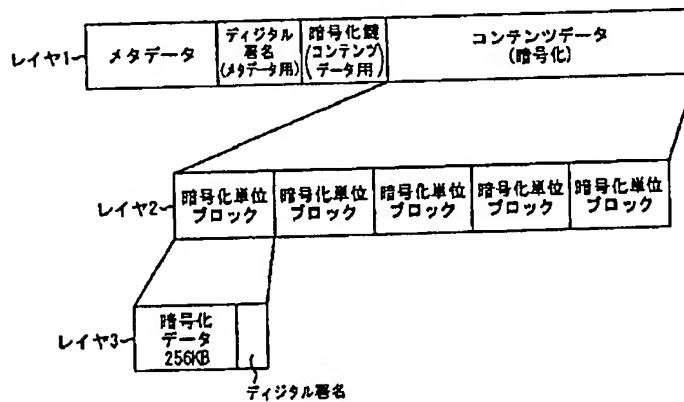 レイヤ1
メタデータ
ディジタル
署名
(メタデータ用)
暗号化鍵
(コンテンツ
データ用)
コンテンツデータ
(暗号化)
レイヤ2
暗号化単位
ブロック
暗号化単位
ブロック
暗号化単位
ブロック
暗号化単位
ブロック
暗号化単位
ブロック
レイヤ3
暗号化
データ
256KB
ディジタル署名